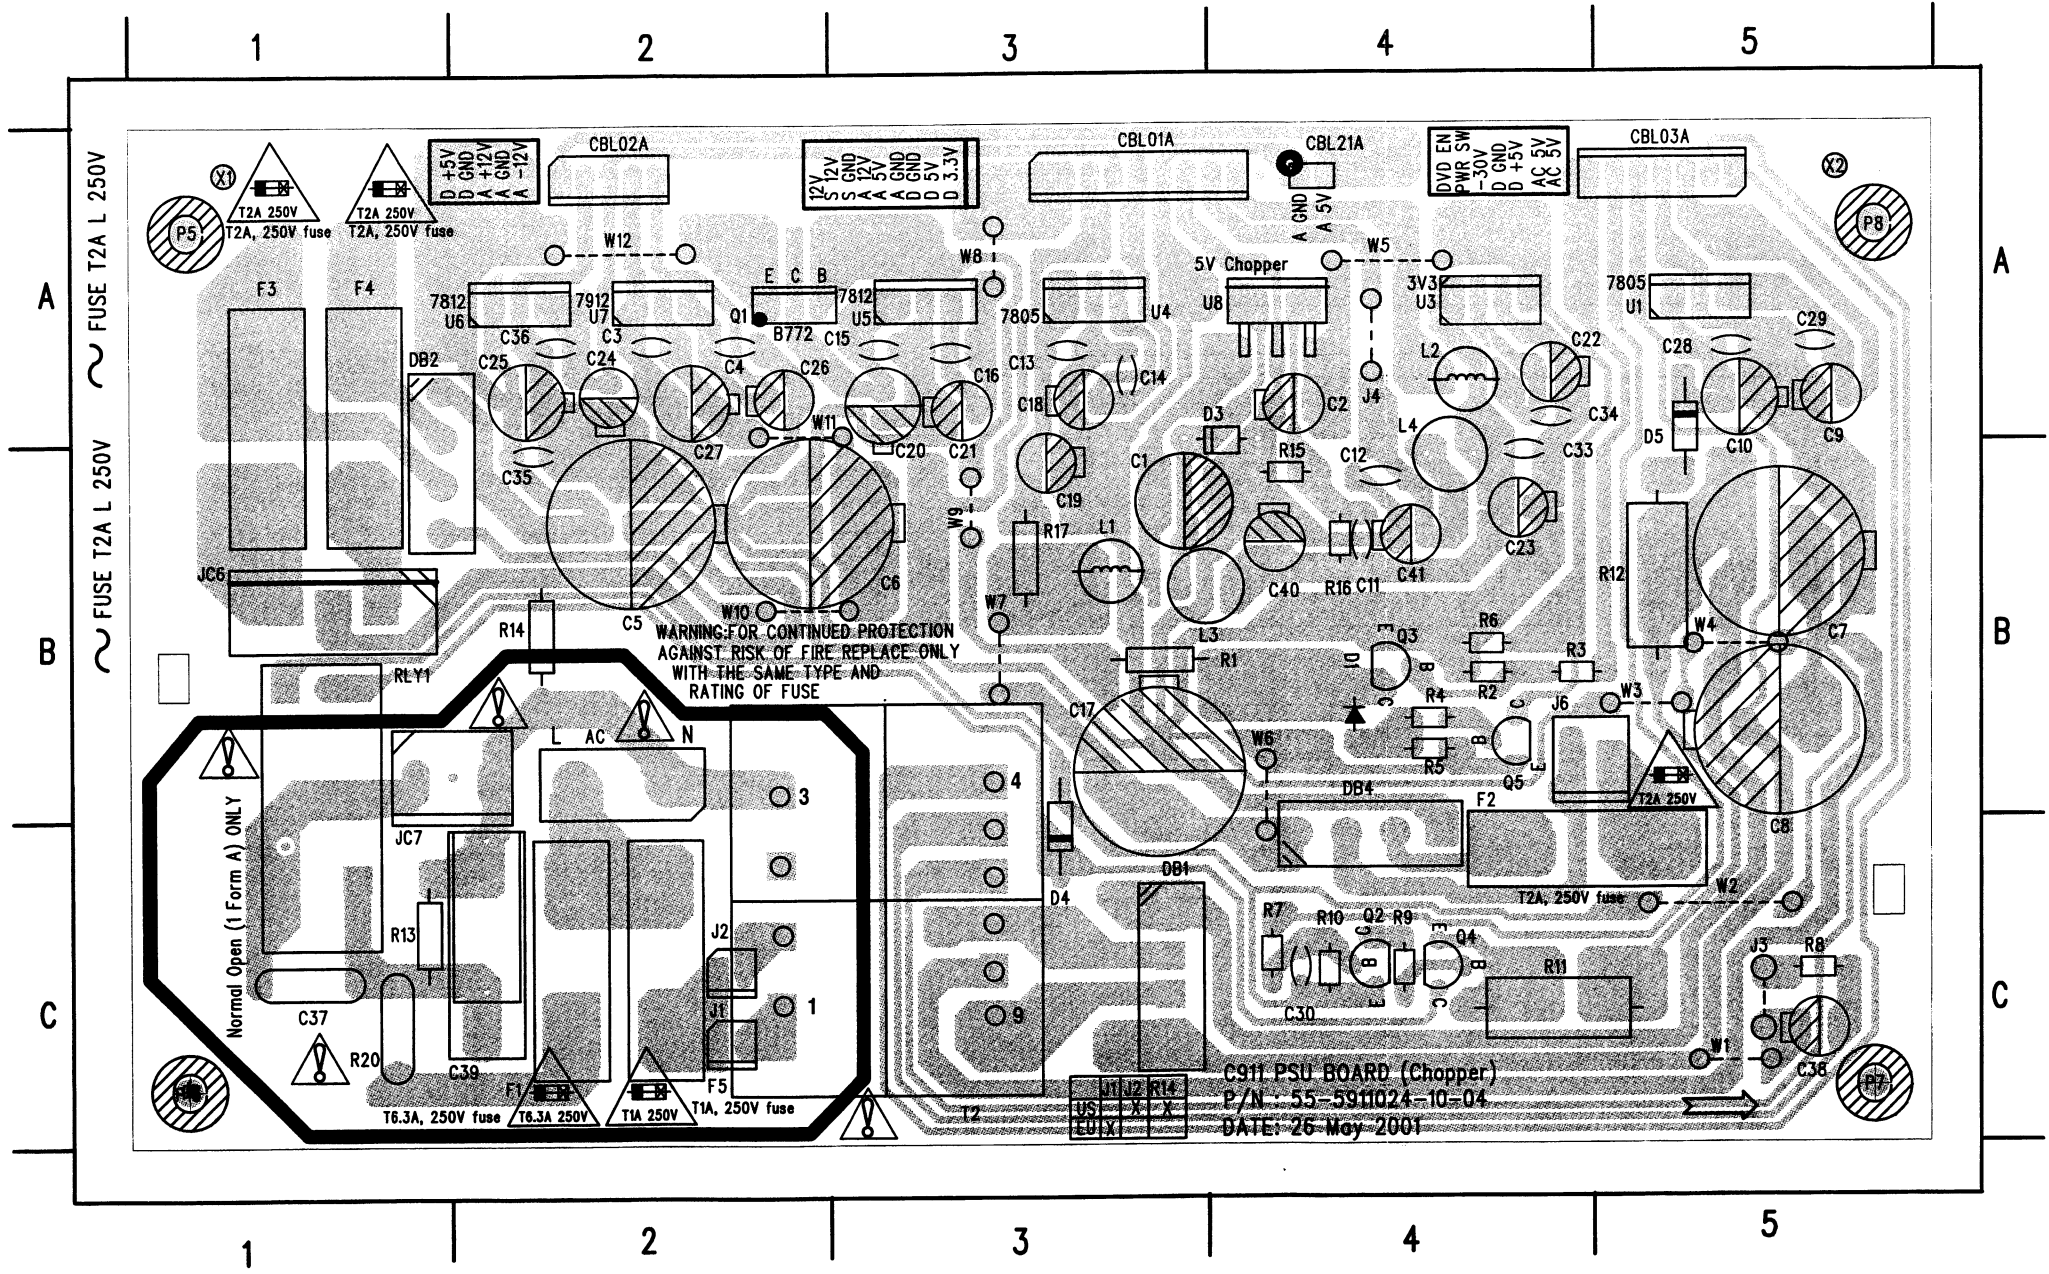 1 2 3 4 5
A
B
C
A
B
C
1 2 3 4 5
FUSE T2A L 250V
FUSE T2A L 250V
X1
P5
T2A 250V
T2A, 250V fuse
T2A 250V
T2A, 250V fuse
D +5V
D GND
A +12V
A GND
A -12V
CBL02A
12V
S 12V
S GND
A 12V
A 5V
A GND
D GND
D 5V
D 3.3V
CBL01A
CBL21A
A GND
A 5V
DVD EN
PWR SW
-30V
D GND
D +5V
AC 5V
AC 5V
CBL03A
X2
P8
W12
W8
W5
F3
F4
7812
U6
7912
U7
E C B
Q1
B772
7812
U5
7805
U4
5V Chopper
U8
3V3
U3
7805
U1
C36
C3
C15
C13
C14
J4
L2
C22
C28
C29
DB2
C25
C24
C4
C26
C16
C18
C2
C34
W11
D3
L4
D5
C10
C9
C35
C27
C20
C21
C19
C1
R15
C12
C33
W9
R17
L1
C40
R16
C11
C41
C23
R12
C7
JC6
C5
C6
W10
W7
L3
R14
WARNING:FOR CONTINUED PROTECTION
AGAINST RISK OF FIRE REPLACE ONLY
WITH THE SAME TYPE AND
RATING OF FUSE
R1
E
Q3
B
C
D1
R6
R2
R3
W4
RLY1
C17
R4
R5
C
B
Q5
E
J6
W3
L AC N
W6
DB4
F2
T2A 250V
C8
3
4
JC7
Normal Open (1 Form A) ONLY
D4
DB1
T2A, 250V fuse
W2
R13
J2
R7
R10
Q2
C
B
E
R9
E
Q4
B
C
R11
J3
R8
1
9
C37
J1
C30
R20
C39
F1
F5
W1
C38
P7
T6.3A, 250V fuse
T6.3A 250V
T1A 250V
T1A, 250V fuse
T2
J1 J2 R14
US X X
EU X
C911 PSU BOARD (Chopper)
P/N : 55-5911024-10-04
DATE: 26 May 2001